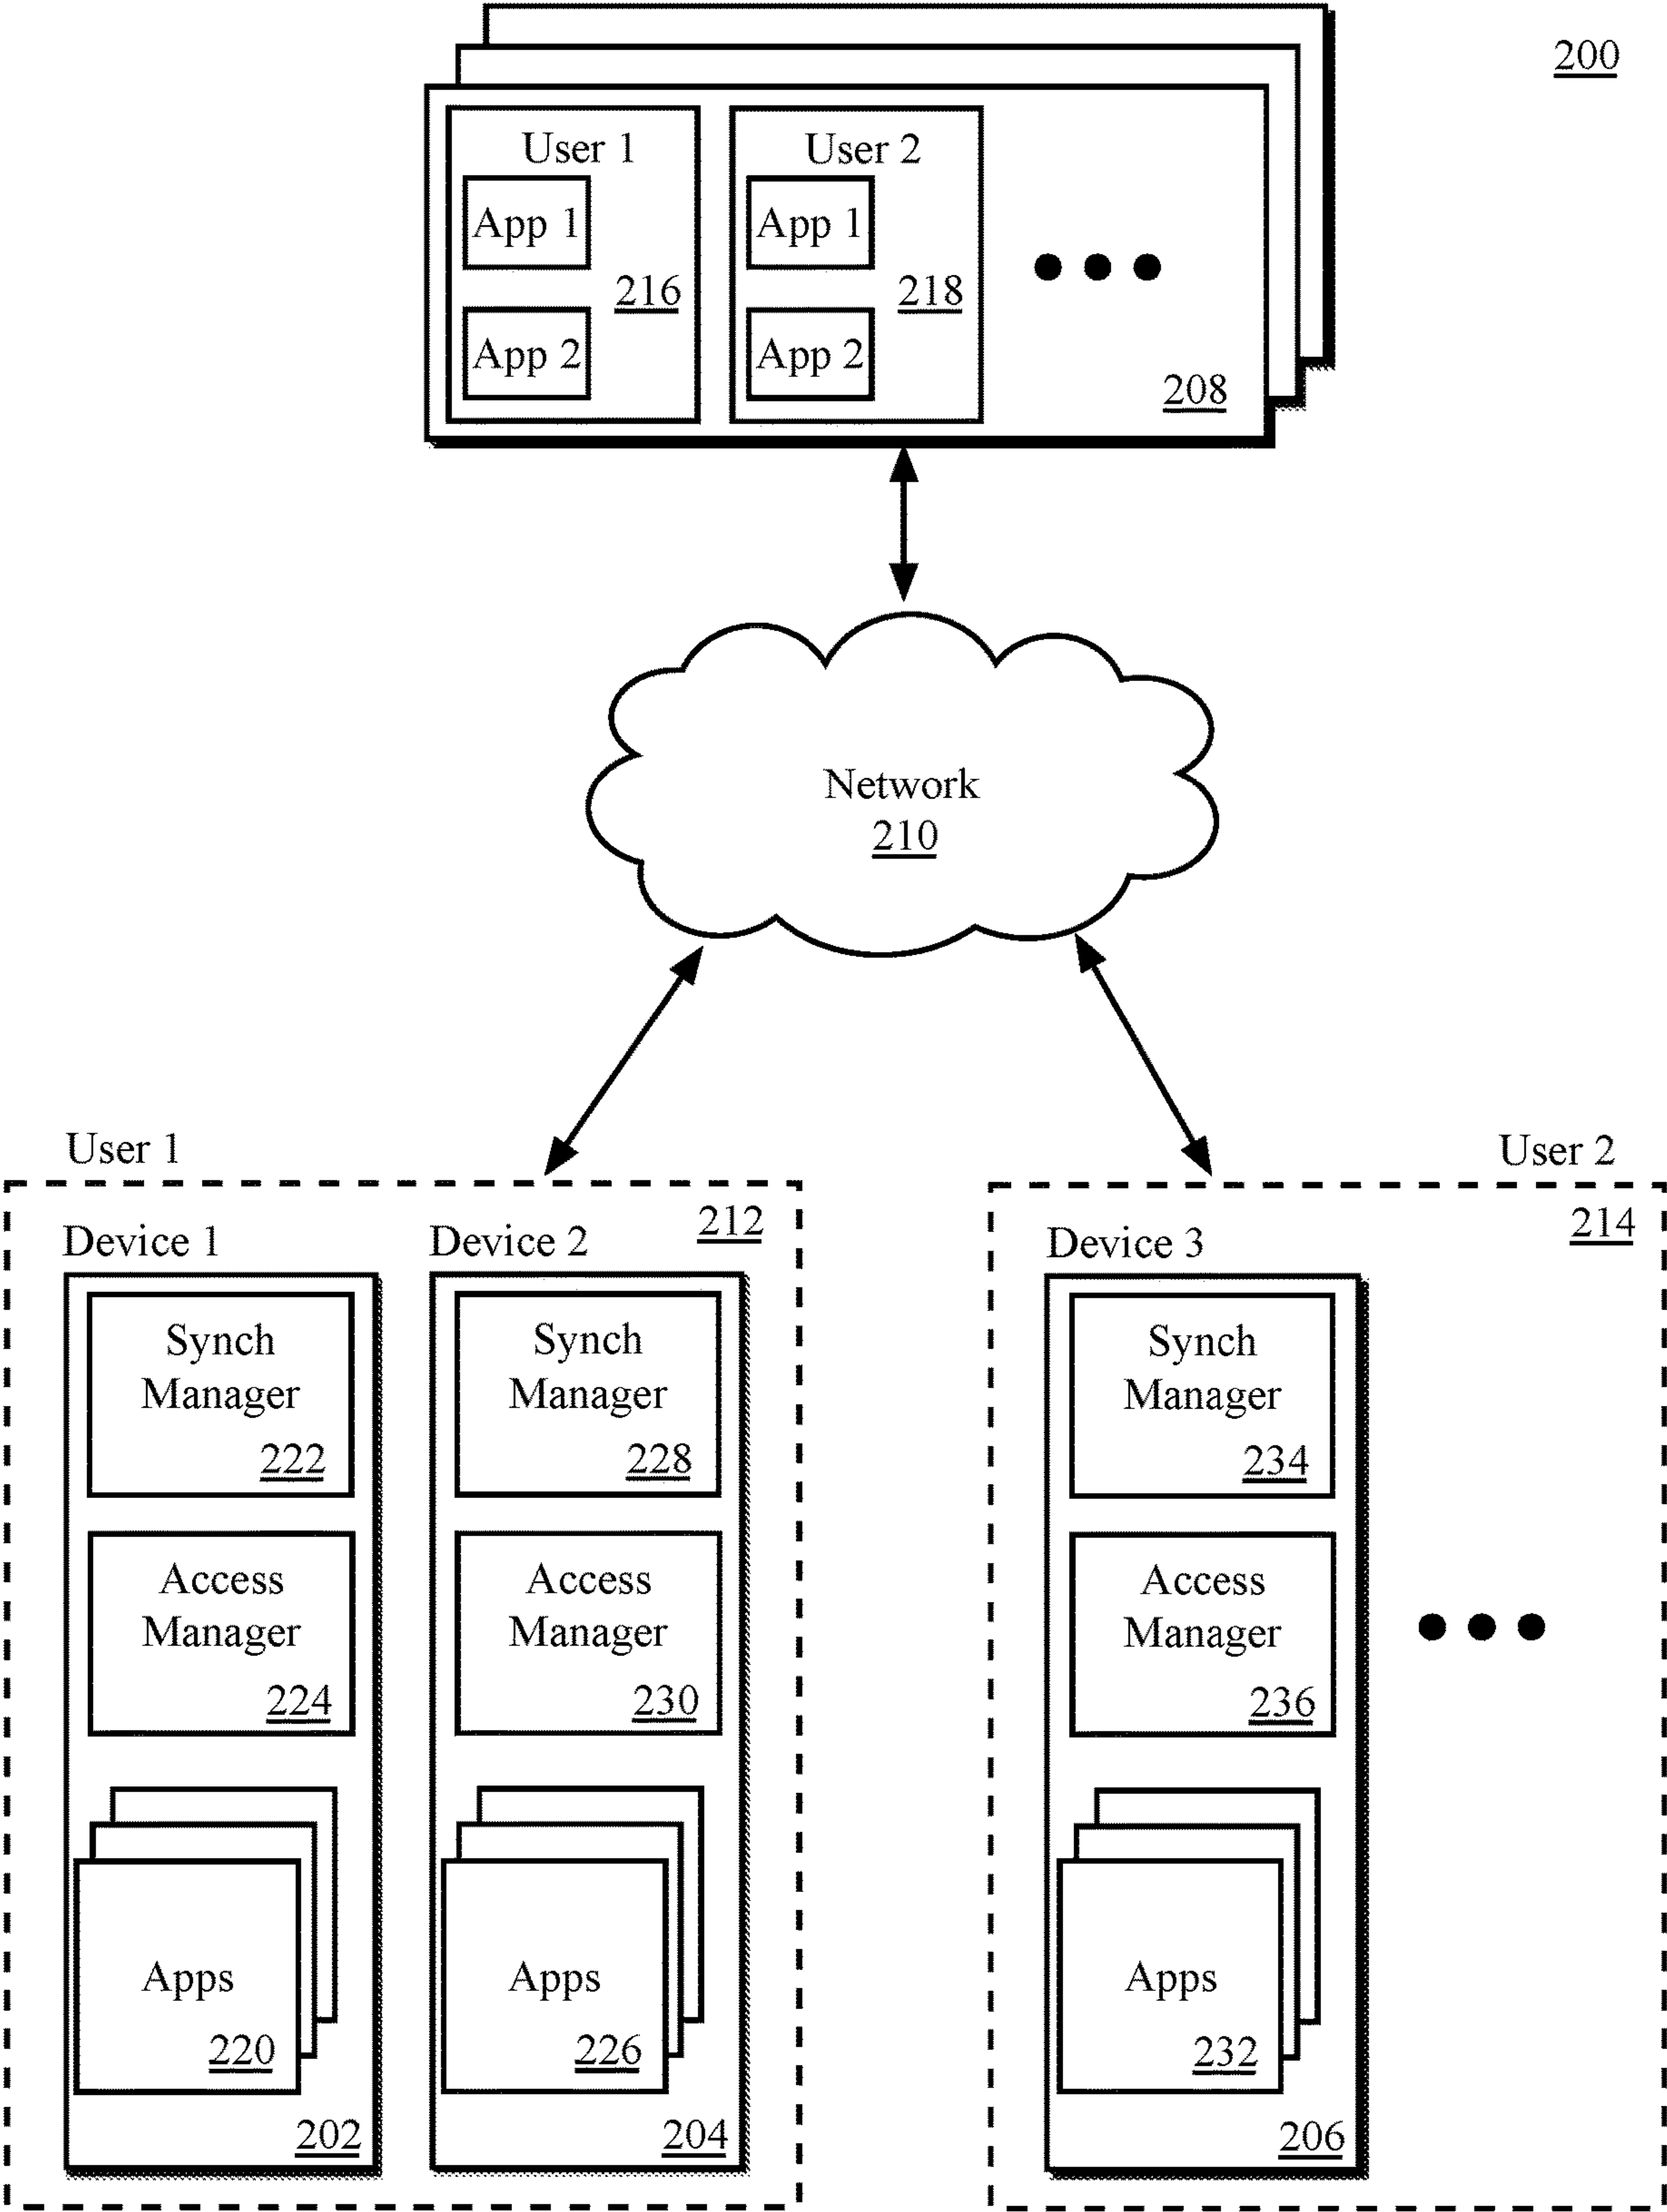 200
User 1
App 1
216
App 2
User 2
App 1
218
App 2
208
Network
210
User 1
212
Device 1
Synch
Manager
222
Access
Manager
224
Apps
220
202
Device 2
Synch
Manager
228
Access
Manager
230
Apps
226
204
User 2
214
Device 3
Synch
Manager
234
Access
Manager
236
Apps
232
206